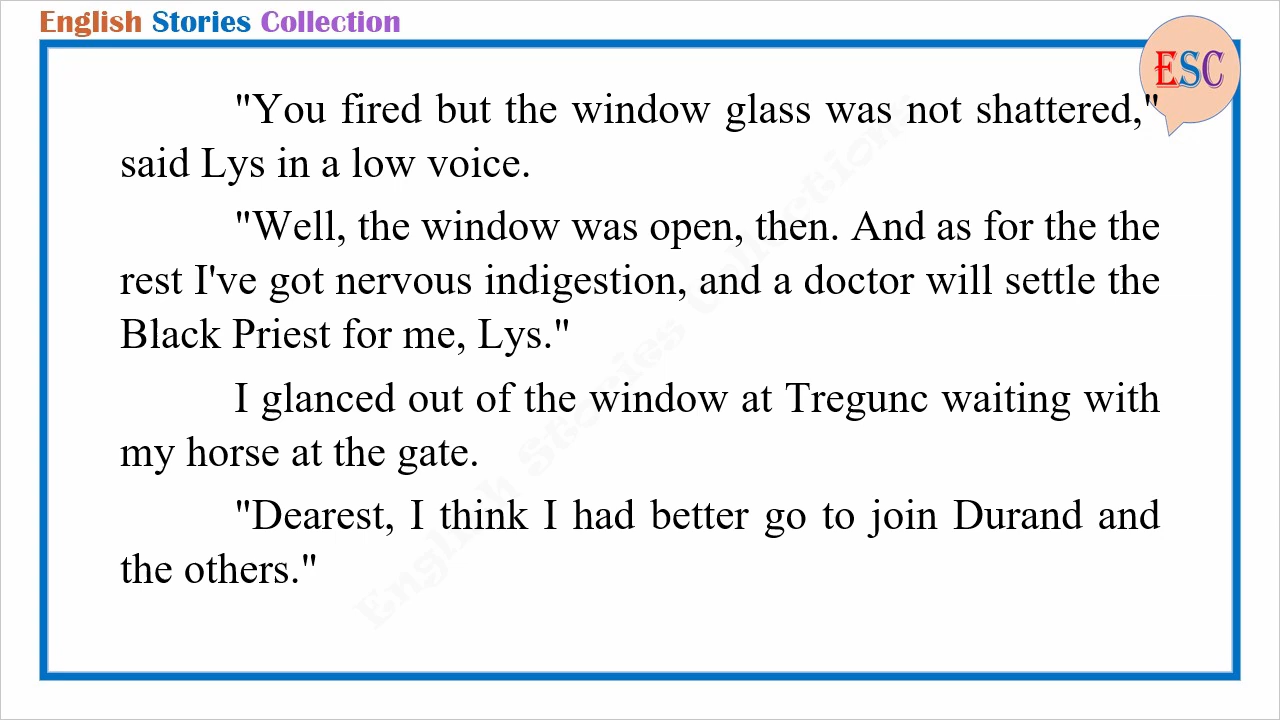 English Stories Collection
ESC
"You fired but the window glass was not shattered,"
said Lys in a low voice.
"Well, the window was open, then. And as for the the
rest I've got nervous indigestion, and a doctor will settle the
Black Priest for me, Lys."
I glanced out of the window at Tregunc waiting with
my horse at the gate.
"Dearest, I think I had better go to join Durand and
the others."
English Stories Collections